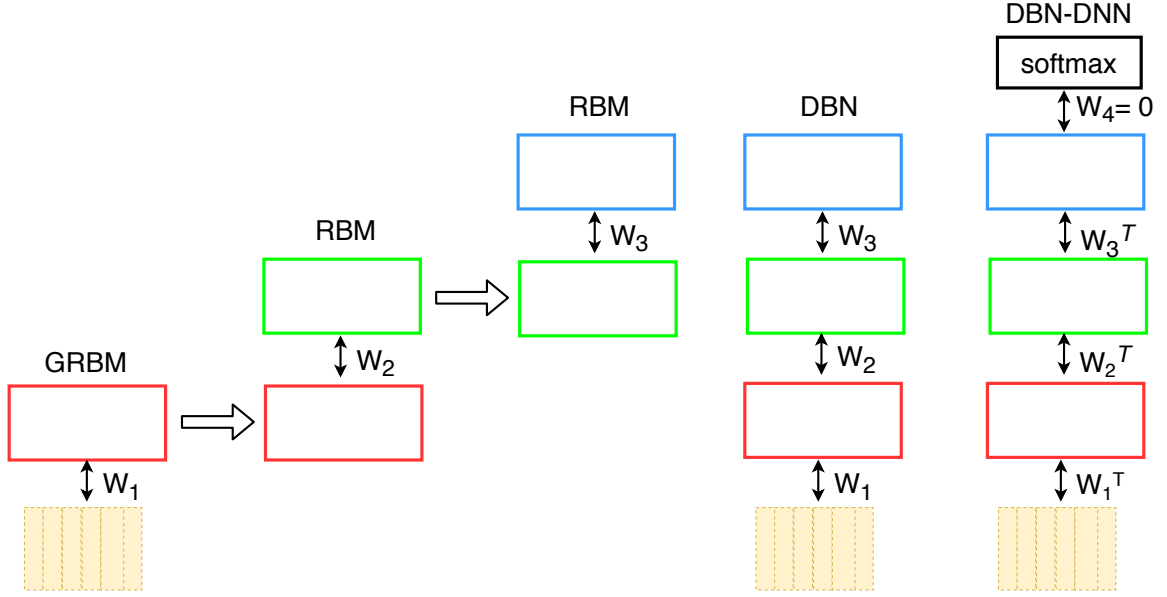 DBN-DNN
softmax
W₄= 0
RBM
DBN
W₃
W₃
W₃ᵀ
RBM
W₂
W₂
W₂ᵀ
GRBM
W₁
W₁
W₁ᵀ